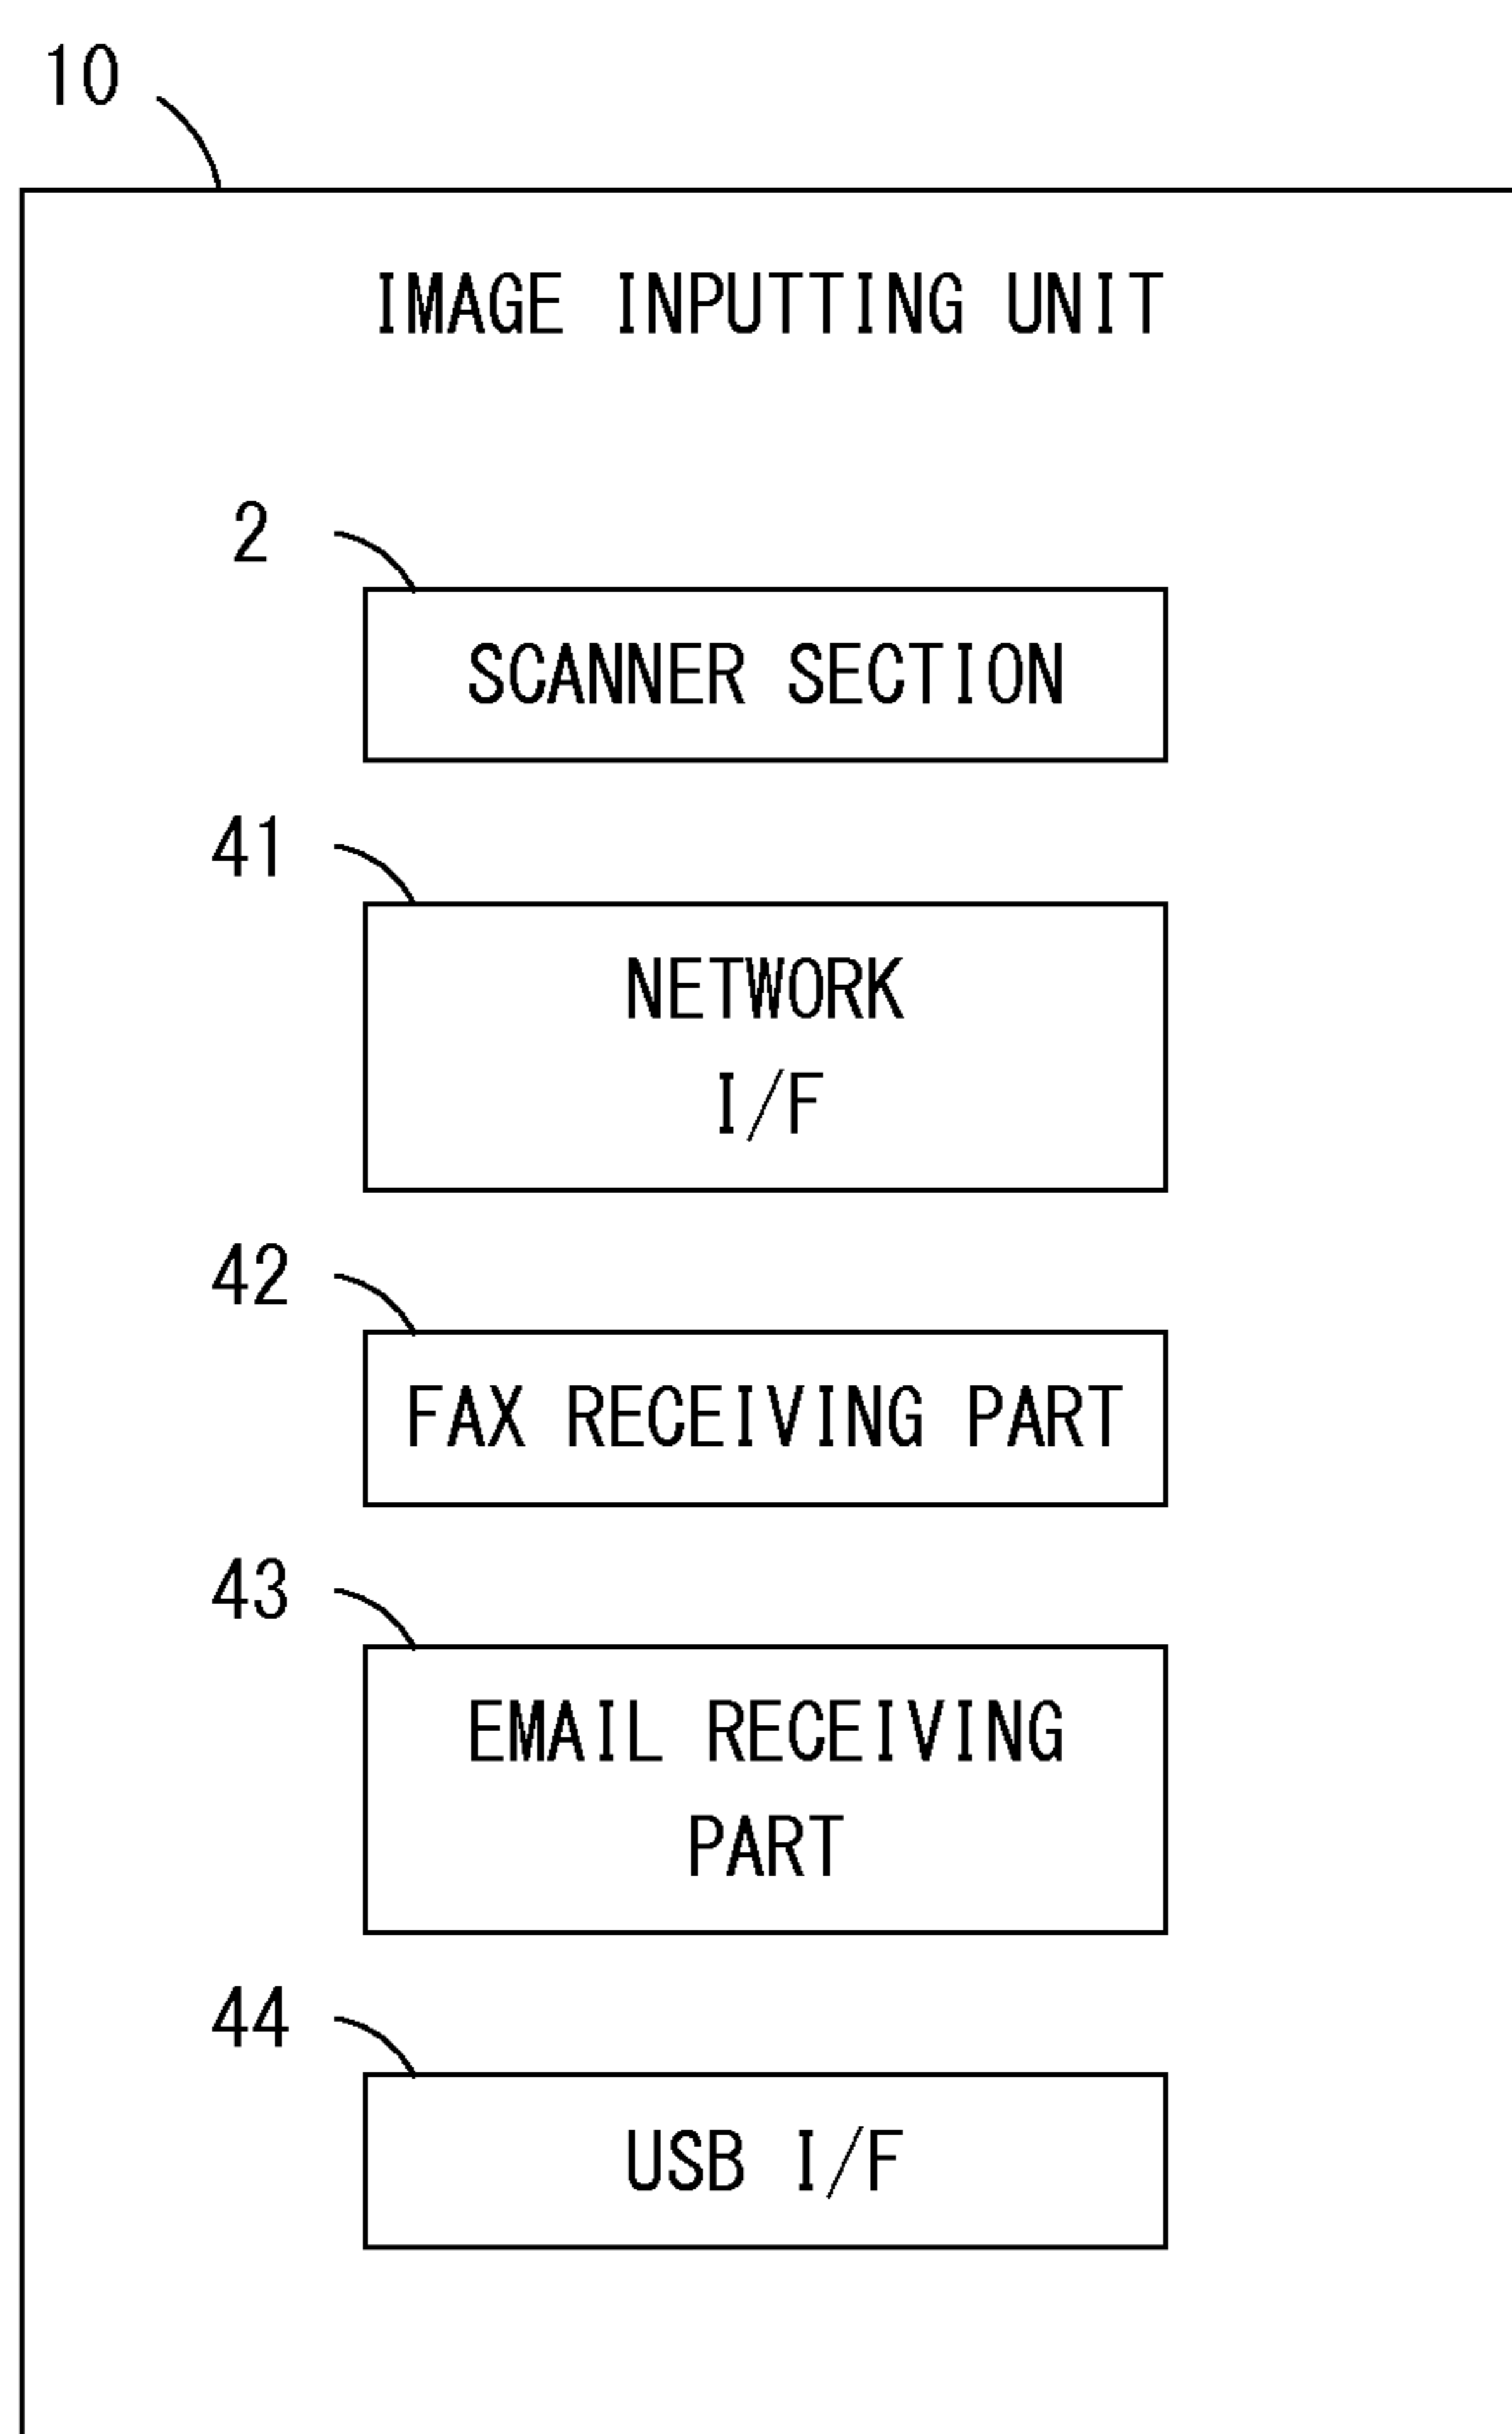 10
IMAGE INPUTTING UNIT
2
SCANNER SECTION
41
NETWORK
I/F
42
FAX RECEIVING PART
43
EMAIL RECEIVING
PART
44
USB I/F